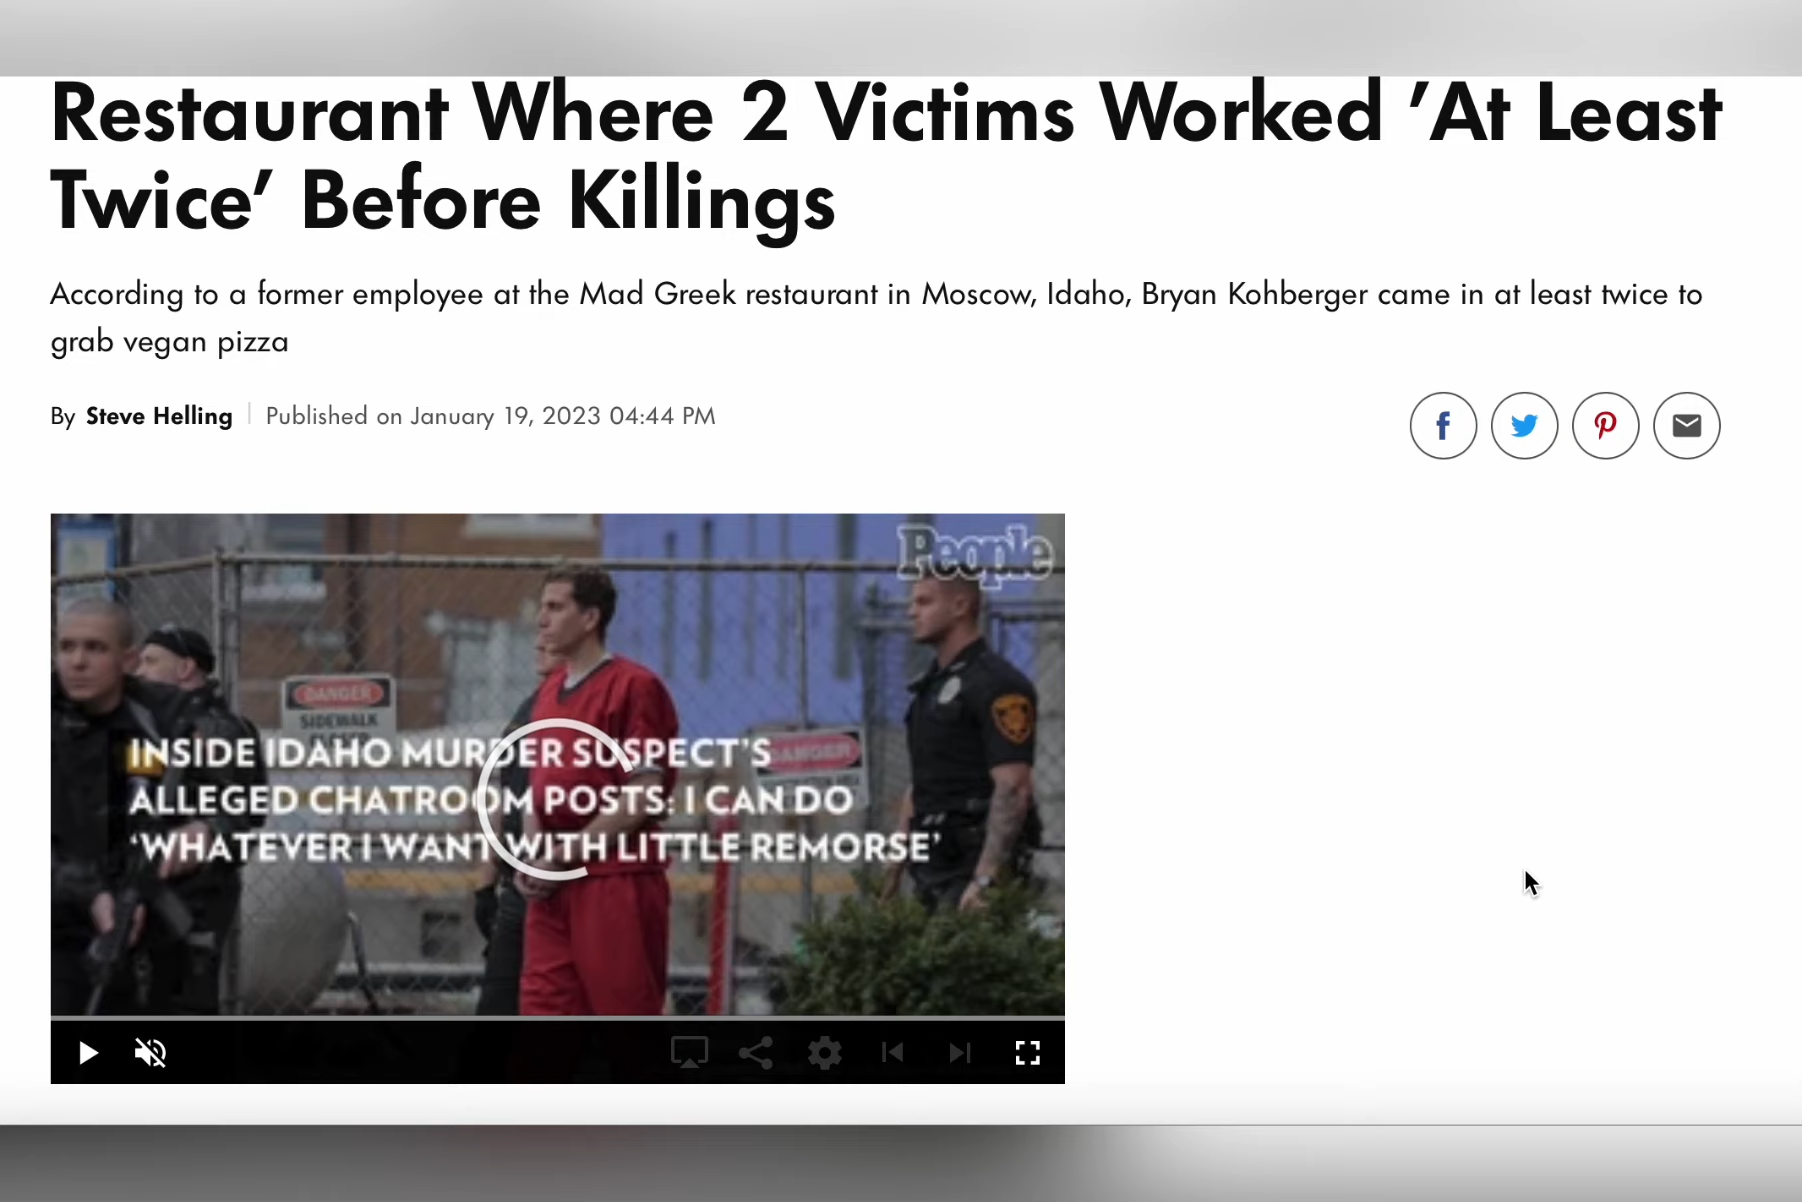 Restaurant Where 2 Victims Worked ’At Least
Twice’ Before Killings
According to a former employee at the Mad Greek restaurant in Moscow, Idaho, Bryan Kohberger came in at least twice to
grab vegan pizza
By Steve Helling Published on January 19, 2023 04:44 PM
People
DANGER
SIDEWALK
DANGER
INSIDE IDAHO MURDER SUSPECT’S
ALLEGED CHATROOM POSTS: I CAN DO
‘WHATEVER I WANT WITH LITTLE REMORSE’